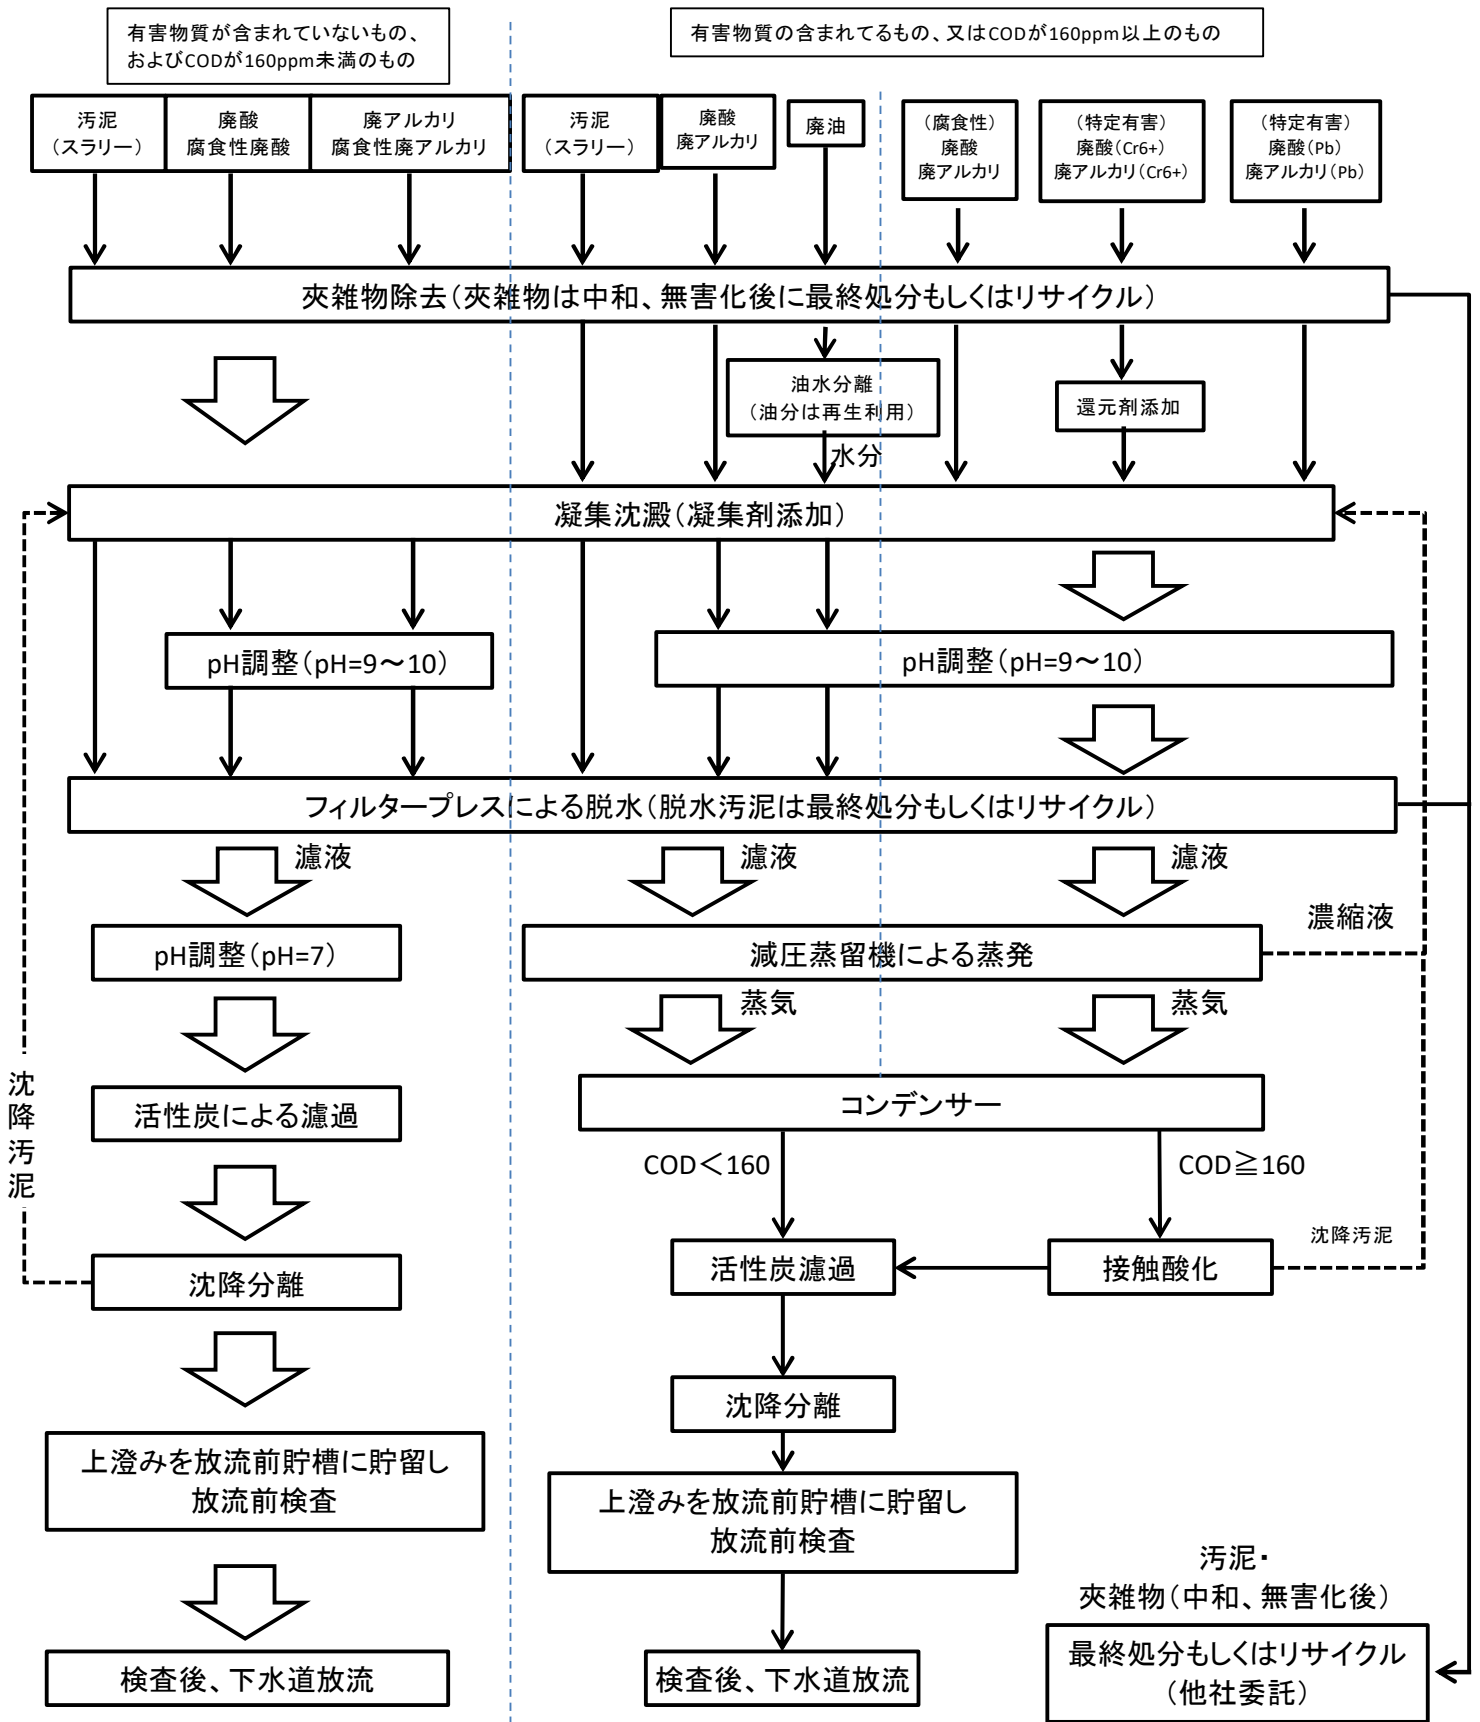 有害物質が含まれていないもの、
およびCODが160ppm未満のもの
有害物質の含まれてるもの、又はCODが160ppm以上のもの
汚泥
(スラリー)
廃酸
腐食性廃酸
廃アルカリ
腐食性廃アルカリ
汚泥
(スラリー)
廃酸
廃アルカリ
廃油
(腐食性)
廃酸
廃アルカリ
(特定有害)
廃酸(Cr6+)
廃アルカリ(Cr6+)
(特定有害)
廃酸(Pb)
廃アルカリ(Pb)
夾雑物除去(夾雑物は中和、無害化後に最終処分もしくはリサイクル)
油水分離
(油分は再生利用)
還元剤添加
水分
凝集沈澱(凝集剤添加)
pH調整(pH=9～10)
pH調整(pH=9～10)
フィルタープレスによる脱水(脱水汚泥は最終処分もしくはリサイクル)
濾液
濾液
濾液
pH調整(pH=7)
減圧蒸留機による蒸発
濃縮液
蒸気
蒸気
沈降汚泥
活性炭による濾過
コンデンサー
COD＜160
COD≧160
沈降分離
活性炭濾過
接触酸化
沈降汚泥
沈降分離
上澄みを放流前貯槽に貯留し
放流前検査
上澄みを放流前貯槽に貯留し
放流前検査
汚泥・
夾雑物(中和、無害化後)
検査後、下水道放流
検査後、下水道放流
最終処分もしくはリサイクル
(他社委託)